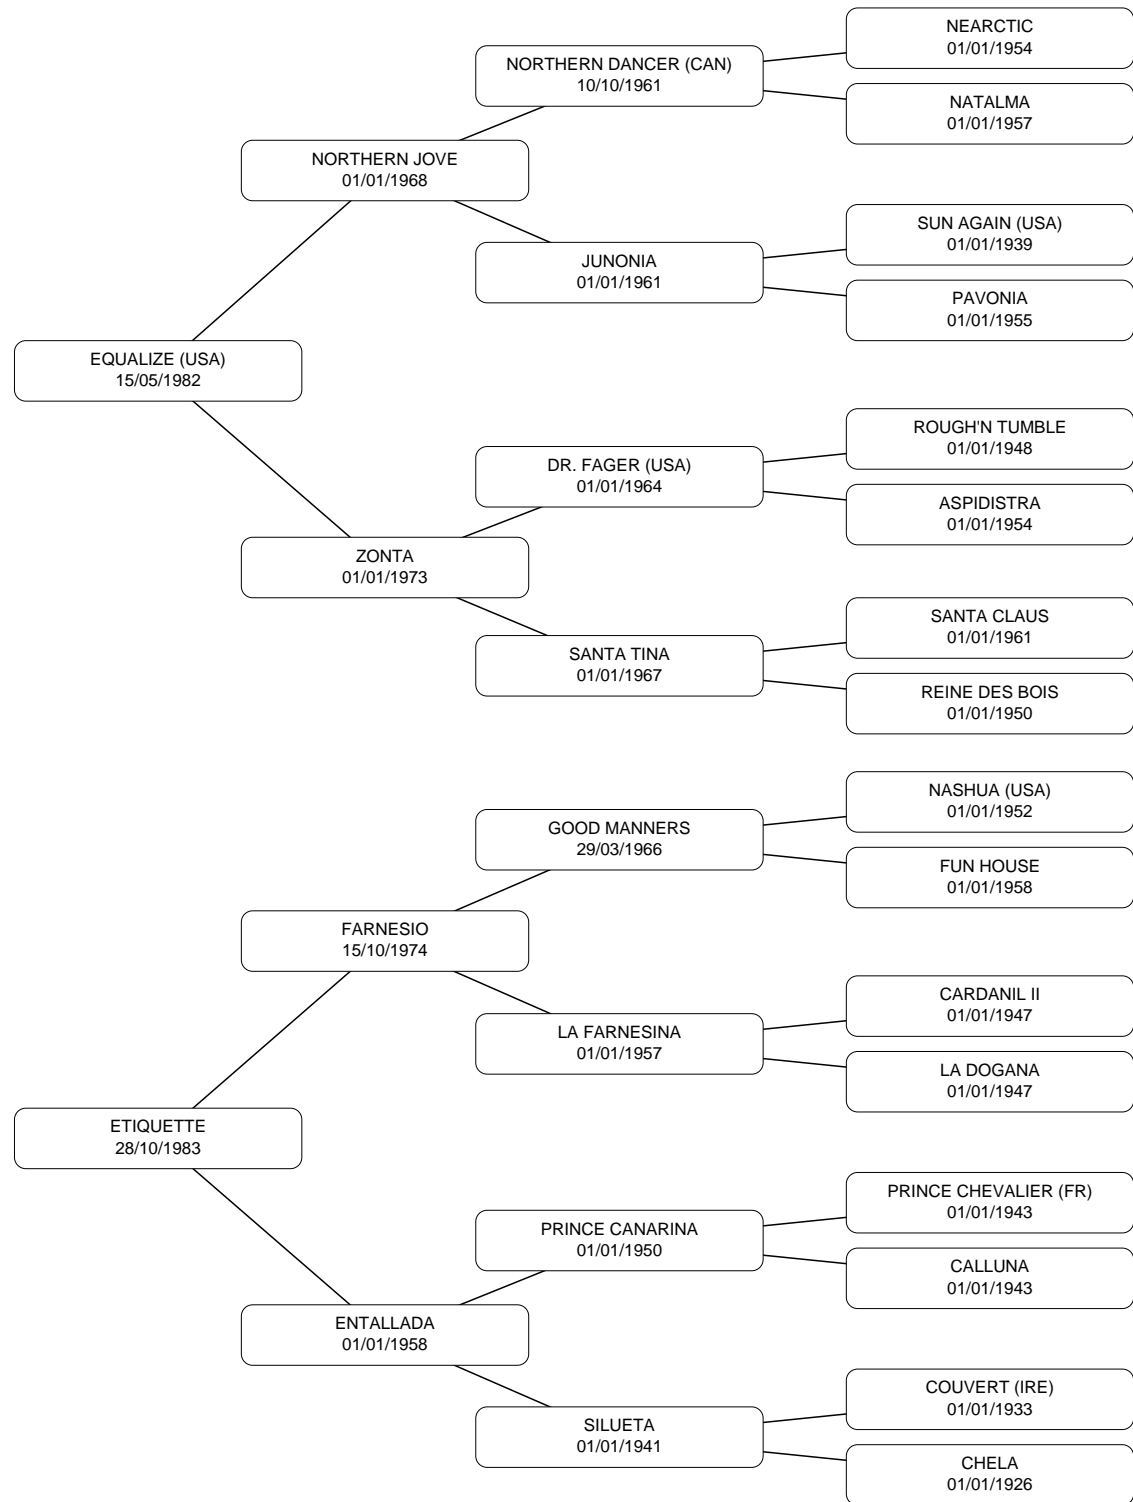 NEARCTIC
01/01/1954
NORTHERN DANCER (CAN)
10/10/1961
NATALMA
01/01/1957
NORTHERN JOVE
01/01/1968
SUN AGAIN (USA)
01/01/1939
JUNONIA
01/01/1961
PAVONIA
01/01/1955
EQUALIZE (USA)
15/05/1982
ROUGH'N TUMBLE
01/01/1948
DR. FAGER (USA)
01/01/1964
ASPIDISTRA
01/01/1954
ZONTA
01/01/1973
SANTA CLAUS
01/01/1961
SANTA TINA
01/01/1967
REINE DES BOIS
01/01/1950
NASHUA (USA)
01/01/1952
GOOD MANNERS
29/03/1966
FUN HOUSE
01/01/1958
FARNESIO
15/10/1974
CARDANIL II
01/01/1947
LA FARNESINA
01/01/1957
LA DOGANA
01/01/1947
ETIQUETTE
28/10/1983
PRINCE CHEVALIER (FR)
01/01/1943
PRINCE CANARINA
01/01/1950
CALLUNA
01/01/1943
ENTALLADA
01/01/1958
COUVERT (IRE)
01/01/1933
SILUETA
01/01/1941
CHELA
01/01/1926